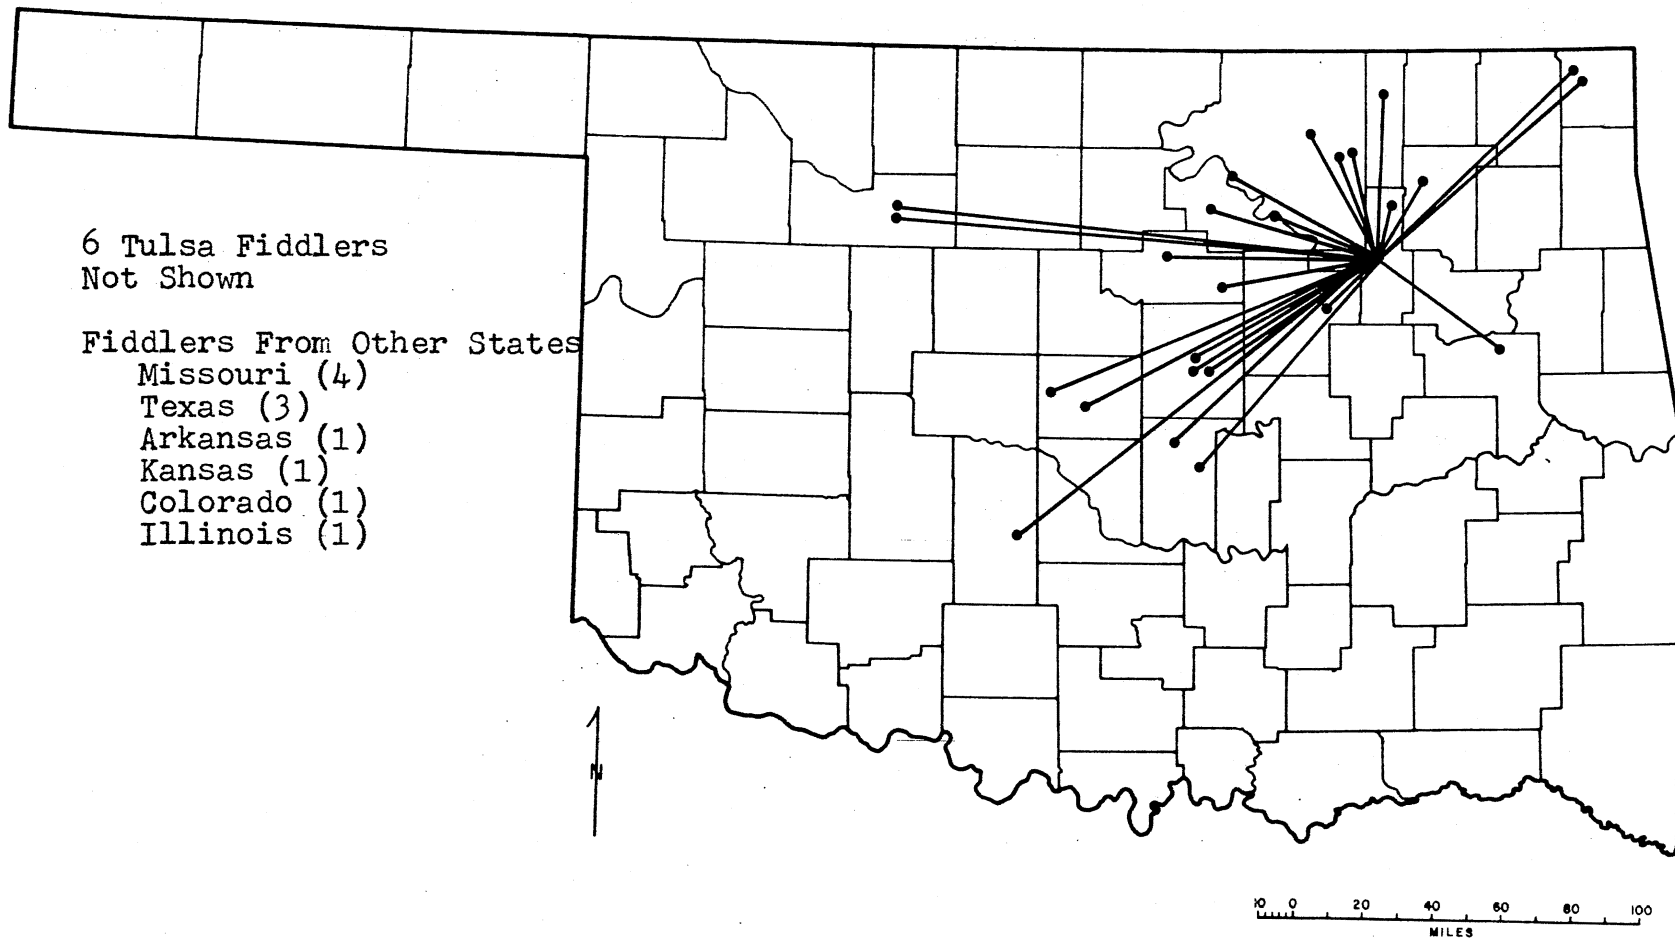 6 Tulsa Fiddlers
Not Shown
Fiddlers From Other States
Missouri (4)
Texas (3)
Arkansas (1)
Kansas (1)
Colorado (1)
Illinois (1)
N
10 0 20 40 60 80 100
MILES